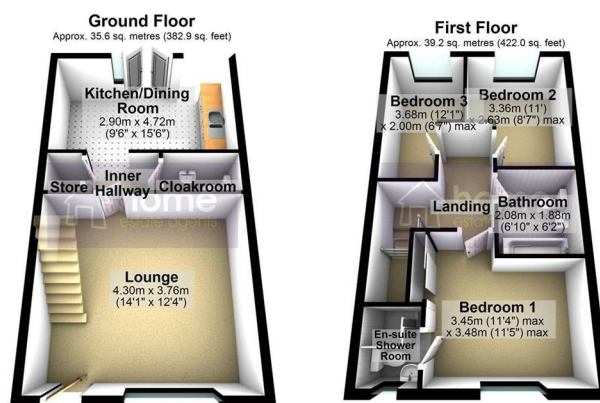 Ground Floor
Approx. 35.6 sq. metres (382.9 sq. feet)
Kitchen/Dining
Room
2.90m x 4.72m
(9'6" x 15'6")
Store
Inner
Hallway
Cloakroom
home
estate agents
Lounge
4.30m x 3.76m
(14'1" x 12'4")
First Floor
Approx. 39.2 sq. metres (422.0 sq. feet)
Bedroom 3
3.68m (12'1")
x 2.00m (6'7") max
Bedroom 2
3.36m (11')
x 2.63m (8'7") max
Landing
Bathroom
2.08m x 1.88m
(6'10" x 6'2")
Bedroom 1
3.45m (11'4") max
x 3.48m (11'5") max
En-suite
Shower
Room